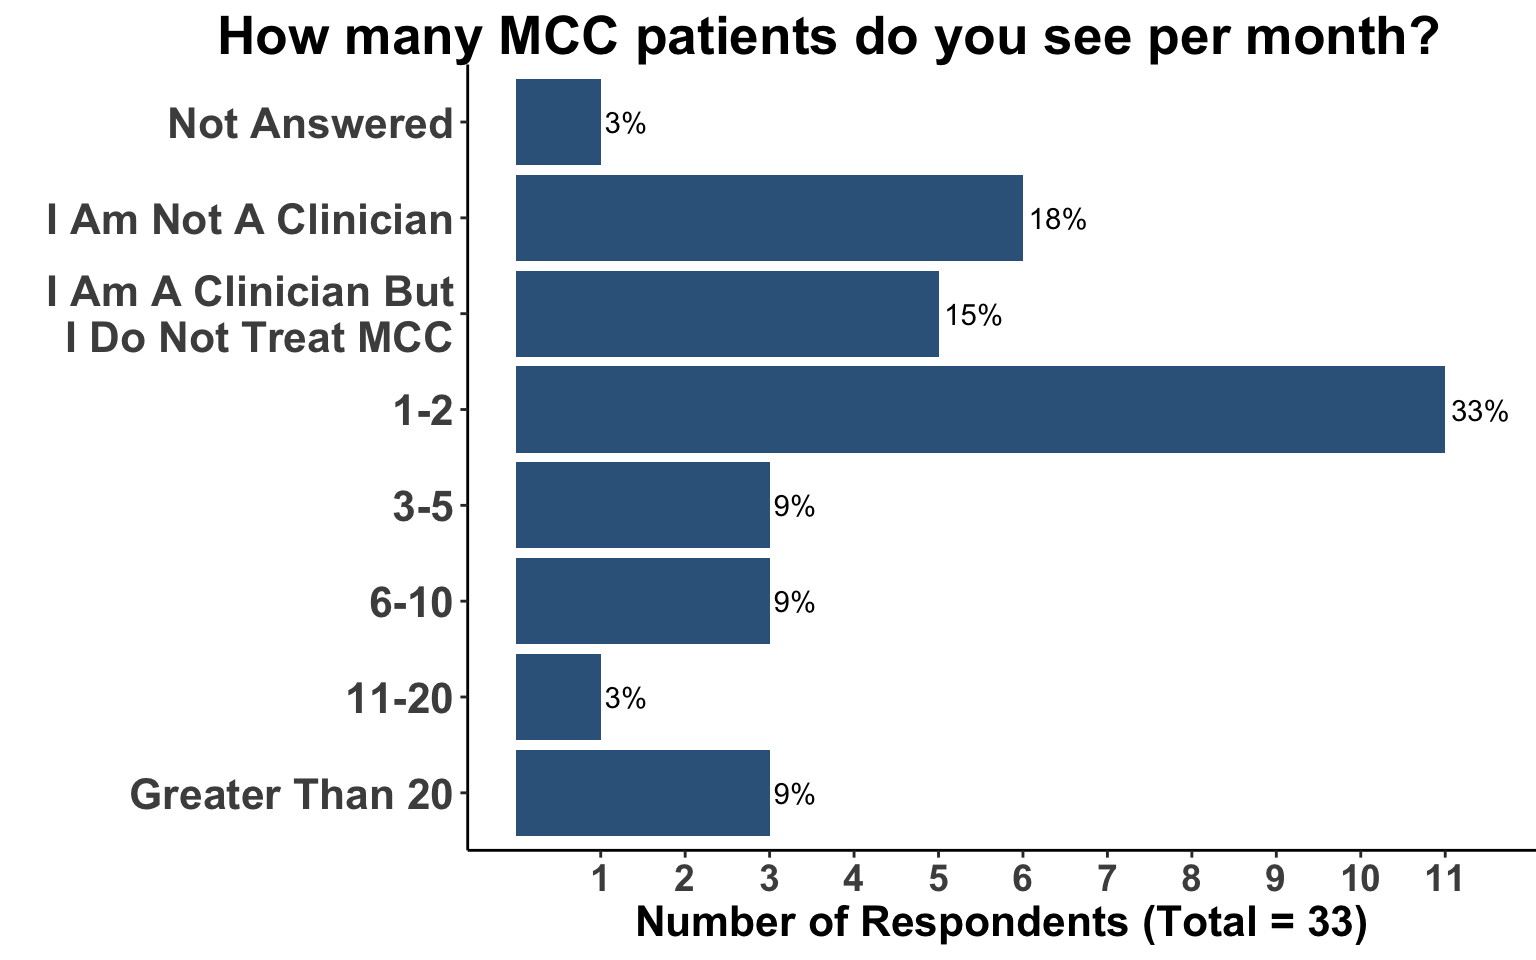 How many MCC patients do you see per month?
Not Answered
3%
I Am Not A Clinician
18%
I Am A Clinician But
I Do Not Treat MCC
15%
1-2
33%
3-5
9%
6-10
9%
11-20
3%
Greater Than 20
9%
1 2 3 4 5 6 7 8 9 10 11
Number of Respondents (Total = 33)